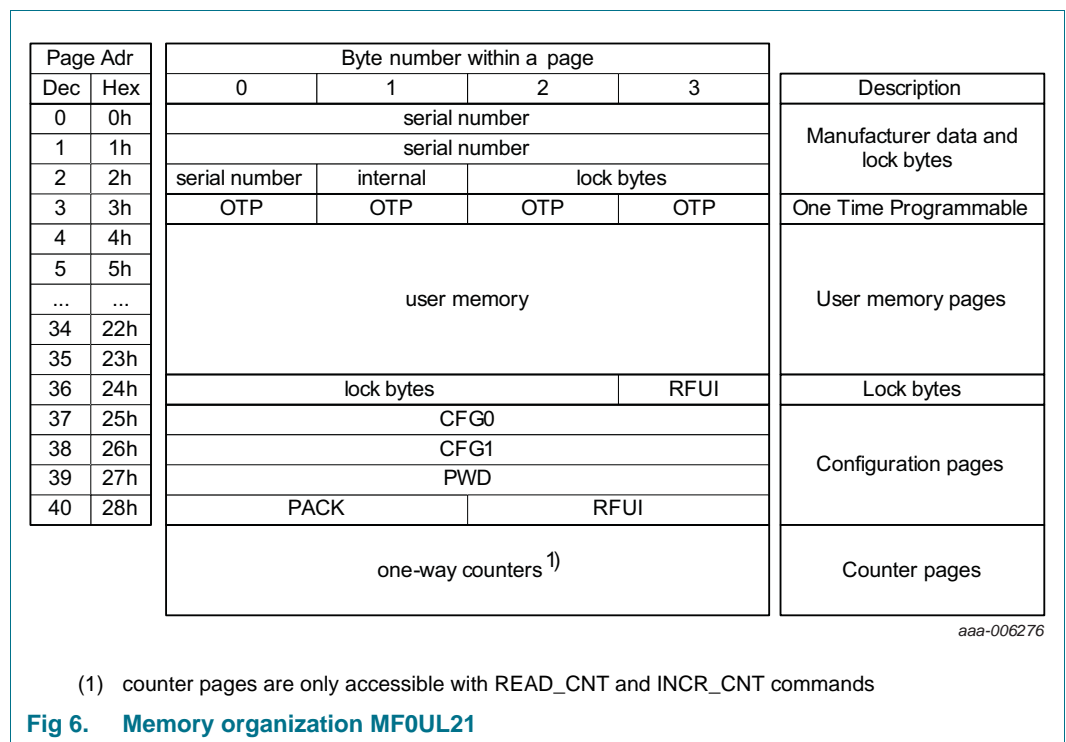 Page Adr Byte number within a page
Dec Hex 0 1 2 3 Description
0 0h serial number
1 1h serial number
Manufacturer data and
lock bytes
2 2h serial number internal lock bytes
3 3h OTP OTP OTP OTP One Time Programmable
4 4h
5 5h
... ... user memory User memory pages
34 22h
35 23h
36 24h lock bytes RFUI Lock bytes
37 25h CFG0
38 26h CFG1
Configuration pages
39 27h PWD
40 28h PACK RFUI
one-way counters 1) Counter pages
aaa-006276
(1) counter pages are only accessible with READ_CNT and INCR_CNT commands
Fig 6. Memory organization MF0UL21